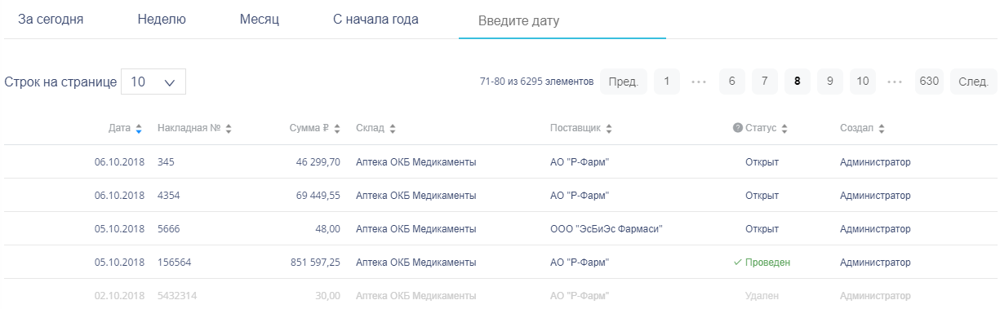 За сегодня Неделю Месяц С начала года Введите дату
Строк на странице 10 71-80 из 6295 элементов Пред. 1 ••• 6 7 8 9 10 ••• 630 След.
Дата Накладная № Сумма ₽ Склад Поставщик ? Статус Создал
06.10.2018 345 46 299,70 Аптека ОКБ Медикаменты АО "Р-Фарм" Открыт Администратор
06.10.2018 4354 69 449,55 Аптека ОКБ Медикаменты АО "Р-Фарм" Открыт Администратор
05.10.2018 5666 48,00 Аптека ОКБ Медикаменты ООО "ЭсБиЭс Фармаси" Открыт Администратор
05.10.2018 156564 851 597,25 Аптека ОКБ Медикаменты АО "Р-Фарм" ✓ Проведен Администратор
02.10.2018 5432314 30,00 Аптека ОКБ Медикаменты АО "Р-Фарм" Удален Администратор